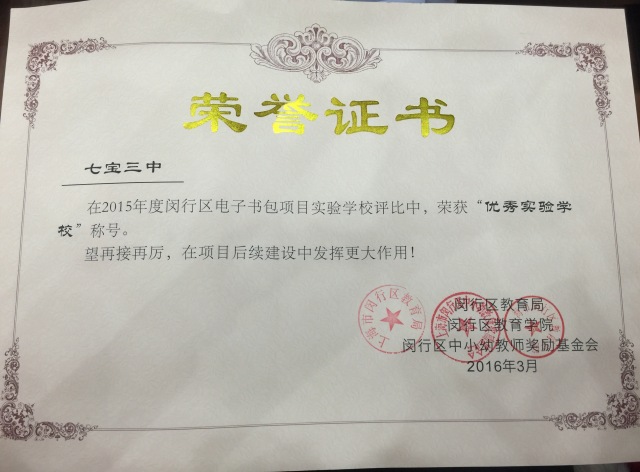 荣誉证书
七宝三中
在2015年度闵行区电子书包项目实验学校评比中，荣获“优秀实验学
校”称号。
望再接再厉，在项目后续建设中发挥更大作用！
上海市闵行区教育局
闵行区教育局
闵行区教育学院
闵行区中小幼教师奖励基金会
2016年3月